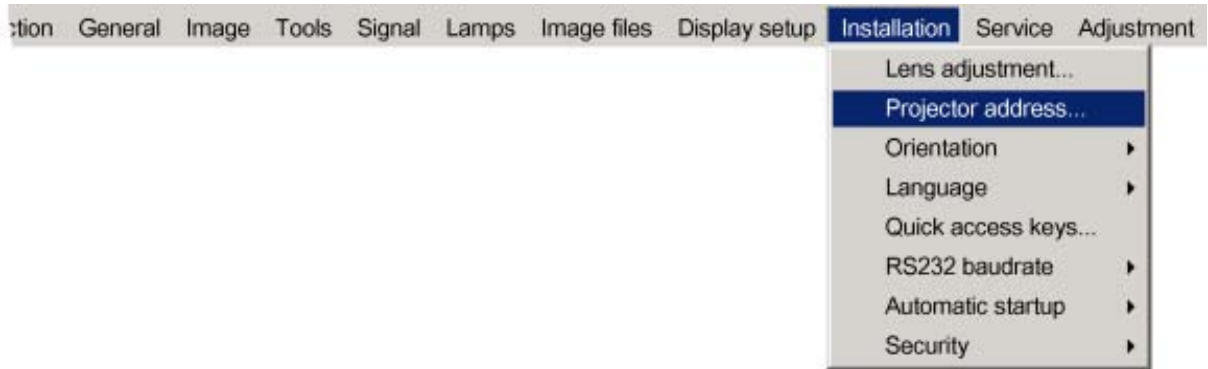 ction General Image Tools Signal Lamps Image files Display setup Installation Service Adjustment
Lens adjustment...
Projector address...
Orientation
Language
Quick access keys...
RS232 baudrate
Automatic startup
Security